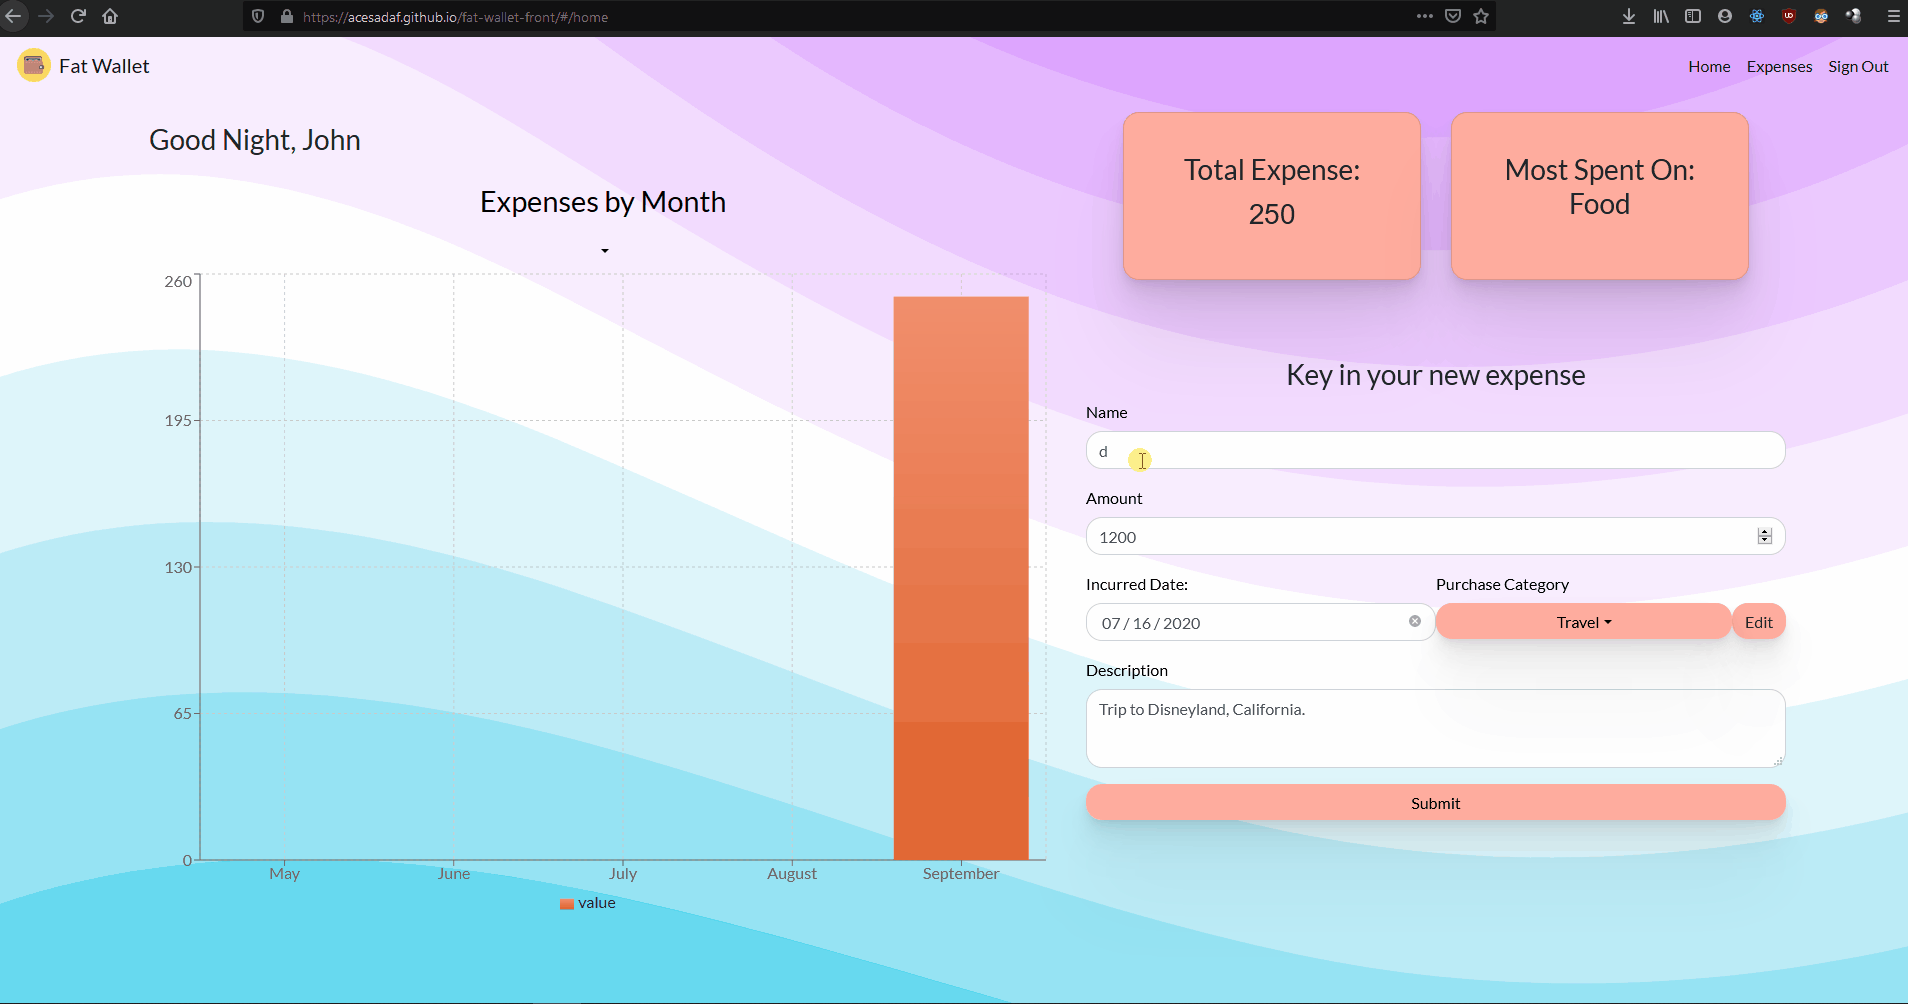 https://acesadaf.github.io/fat-wallet-front/#/home
Fat Wallet
Home Expenses Sign Out
Good Night, John
Expenses by Month
260
195
130
65
0
May June July August September
value
Total Expense:
250
Most Spent On:
Food
Key in your new expense
Name
d
Amount
1200
Incurred Date: Purchase Category
07 / 16 / 2020 Travel Edit
Description
Trip to Disneyland, California.
Submit